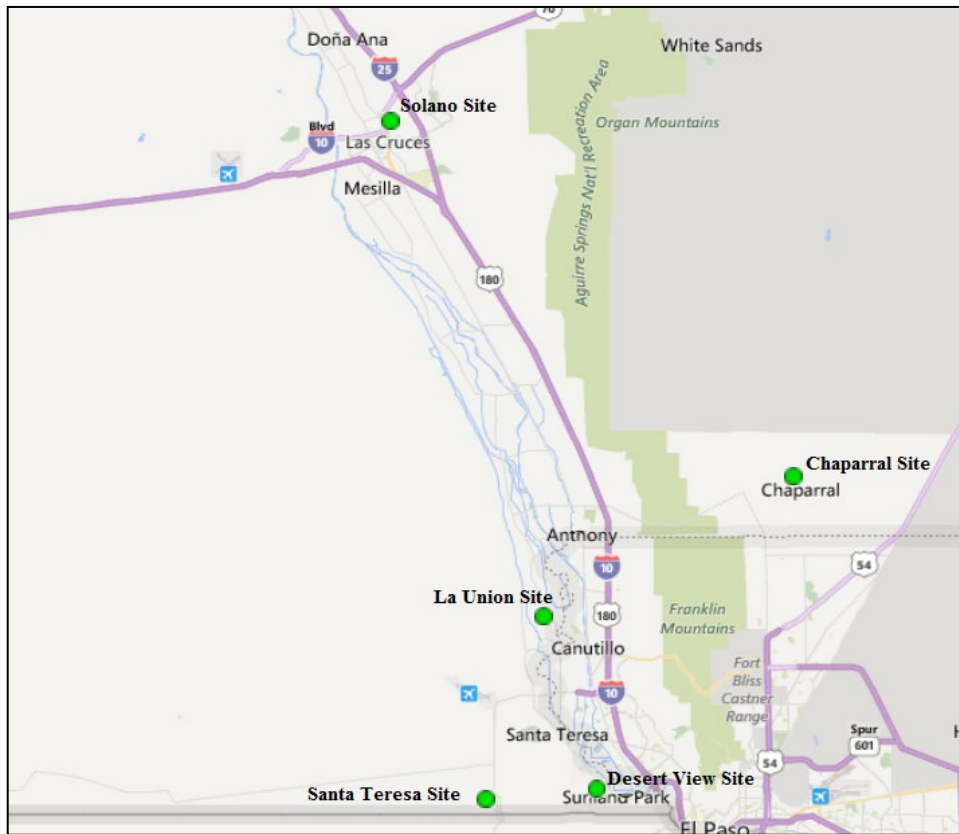 70
Doña Ana
White Sands
25
Solano Site
Blvd
10
Las Cruces
Organ Mountains
Aguirre Springs Nat'l Recreation Area
Mesilla
180
Chaparral Site
Chaparral
Anthony
10
54
La Union Site
180
Franklin
Mountains
Canutillo
Fort
Bliss
Castner
Range
10
Santa Teresa
Spur
601
H
54
Desert View Site
Santa Teresa Site
Sunland Park
El Paso